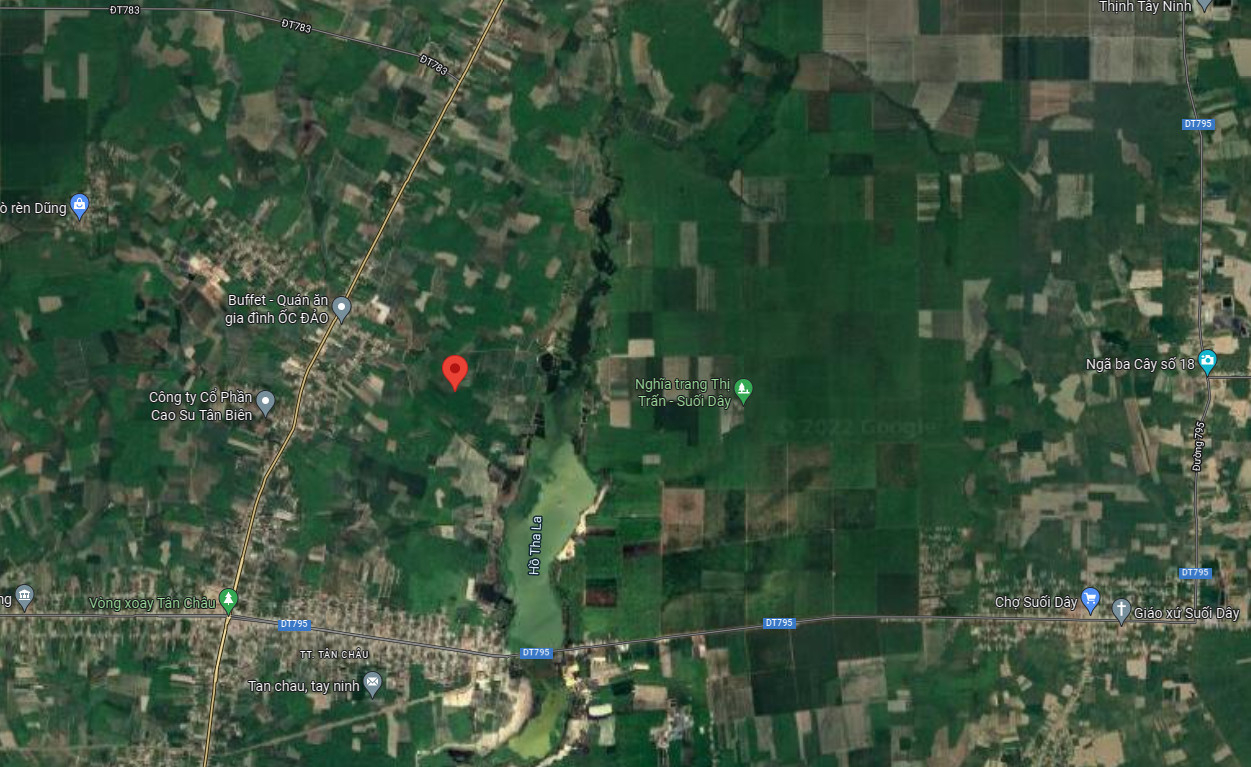 ĐT783
ĐT783
ĐT783
Thịnh Tây Ninh
DT795
ò rèn Dũng
Buffet - Quán ăn
gia đình ỐC ĐẢO
Ngã ba Cây số 18
Nghĩa trang Thị
Trấn - Suối Dây
Công ty Cổ Phần
Cao Su Tân Biên
© 2022 Google
Đường 795
Hồ Tha La
DT795
ng
Vòng xoay Tân Châu
Chợ Suối Dây
Giáo xứ Suối Dây
DT795
DT795
DT795
TT. TÂN CHÂU
Tan chau, tay ninh